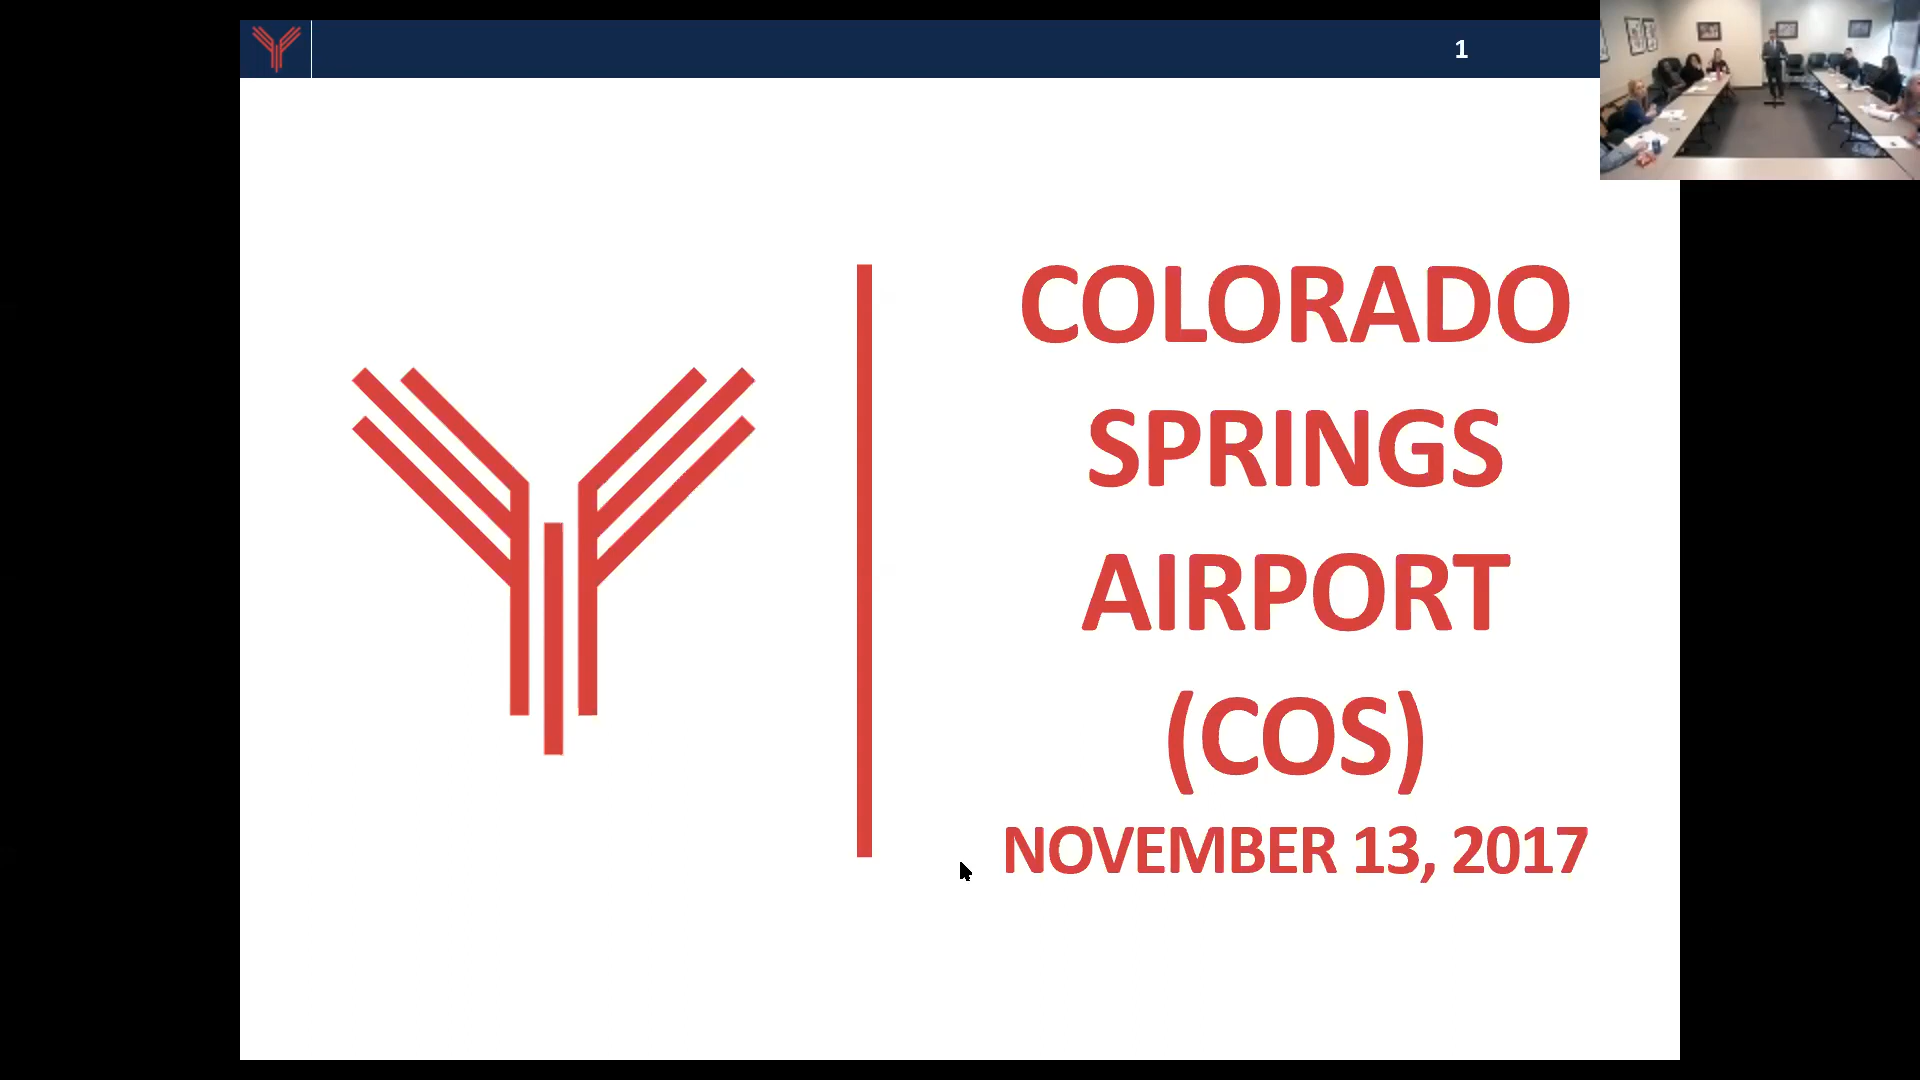 1
COLORADO
SPRINGS
AIRPORT
(COS)
NOVEMBER 13, 2017